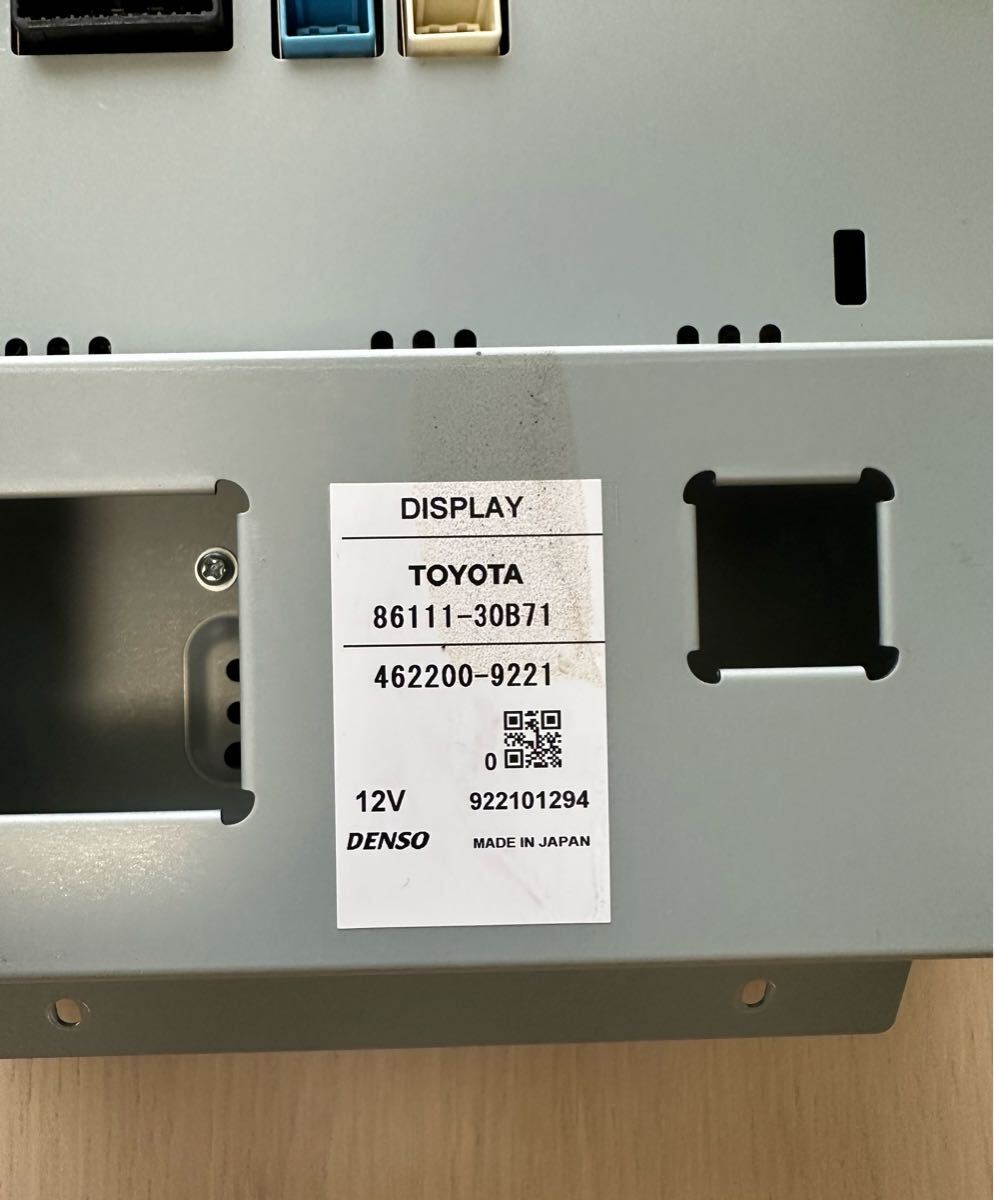 DISPLAY
TOYOTA
86111-30B71
462200-9221
0
12V 922101294
DENSO MADE IN JAPAN